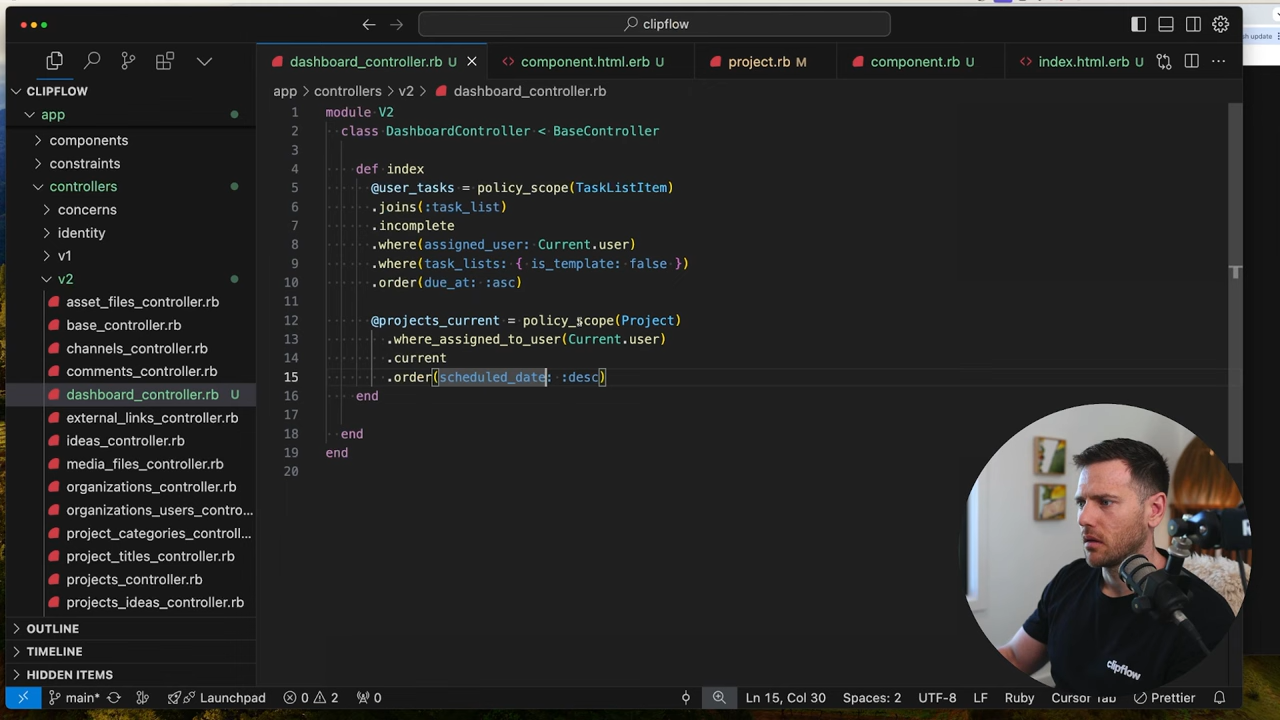 clipflow
sh update
dashboard_controller.rb U
component.html.erb U
project.rb M
component.rb U
index.html.erb U
CLIPFLOW
app
components
constraints
controllers
concerns
identity
v1
v2
asset_files_controller.rb
base_controller.rb
channels_controller.rb
comments_controller.rb
dashboard_controller.rb U
external_links_controller.rb
ideas_controller.rb
media_files_controller.rb
organizations_controller.rb
organizations_users_contro...
project_categories_controll...
project_titles_controller.rb
projects_controller.rb
projects_ideas_controller.rb
OUTLINE
TIMELINE
HIDDEN ITEMS
app > controllers > v2 > dashboard_controller.rb
1 module V2
2 class DashboardController < BaseController
3
4 def index
5 @user_tasks = policy_scope(TaskListItem)
6 .joins(:task_list)
7 .incomplete
8 .where(assigned_user: Current.user)
9 .where(task_lists: { is_template: false })
10 .order(due_at: :asc)
11
12 @projects_current = policy_scope(Project)
13 .where_assigned_to_user(Current.user)
14 .current
15 .order(scheduled_date: :desc)
16 end
17
18 end
19 end
20
clipflow
main* Launchpad 0 2 0 Ln 15, Col 30 Spaces: 2 UTF-8 LF Ruby Cursor Tab Prettier